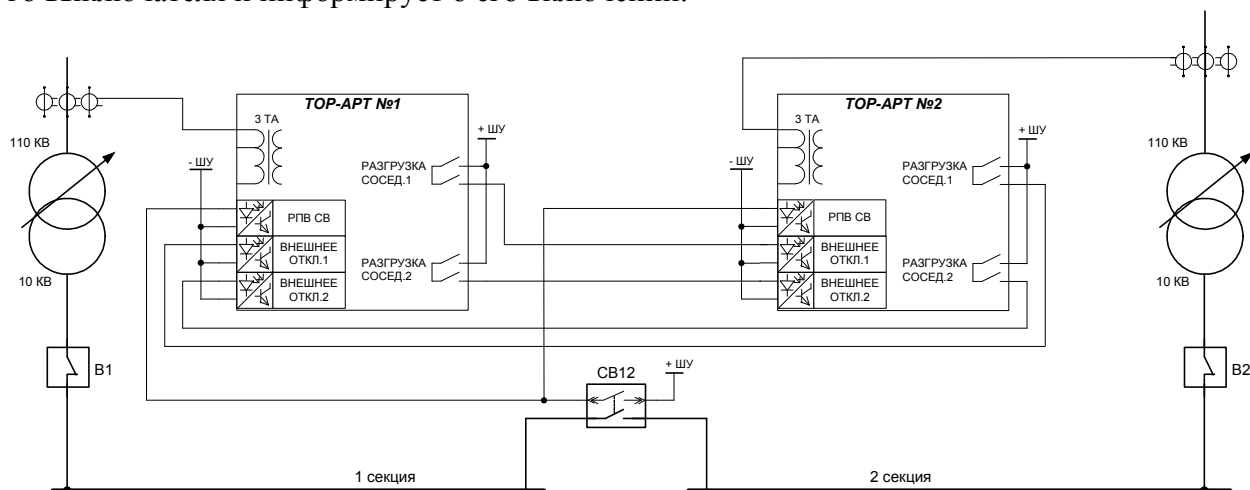 ТОР-АРТ №1
ТОР-АРТ №2
3 ТА
3 ТА
+ ШУ
+ ШУ
110 КВ
110 КВ
- ШУ
- ШУ
РАЗГРУЗКА
СОСЕД.1
РАЗГРУЗКА
СОСЕД.1
РПВ СВ
РПВ СВ
ВНЕШНЕЕ
ОТКЛ.1
ВНЕШНЕЕ
ОТКЛ.1
РАЗГРУЗКА
СОСЕД.2
РАЗГРУЗКА
СОСЕД.2
10 КВ
10 КВ
ВНЕШНЕЕ
ОТКЛ.2
ВНЕШНЕЕ
ОТКЛ.2
В1
СВ12
+ ШУ
В2
1 секция
2 секция